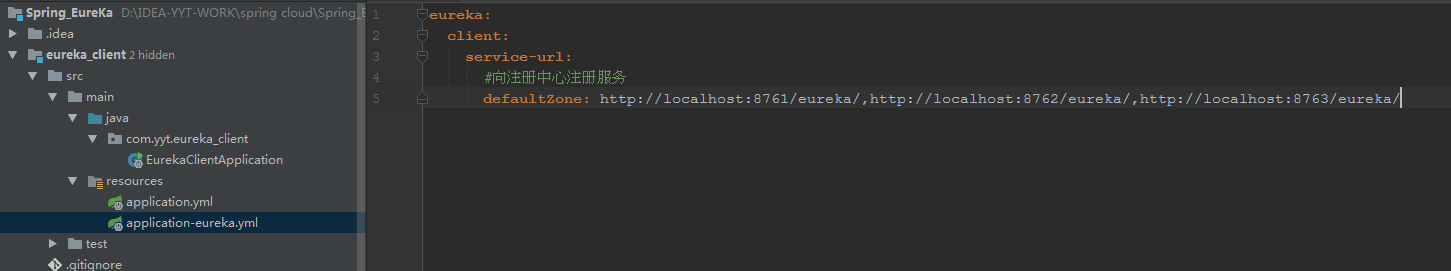 Spring_EureKa D:\IDEA-YYT-WORK\spring cloud\Spring_E
.idea
eureka_client 2 hidden
src
main
java
com.yyt.eureka_client
EurekaClientApplication
resources
application.yml
application-eureka.yml
test
.gitignore
1 eureka:
2 client:
3 service-url:
4 #向注册中心注册服务
5 defaultZone: http://localhost:8761/eureka/,http://localhost:8762/eureka/,http://localhost:8763/eureka/